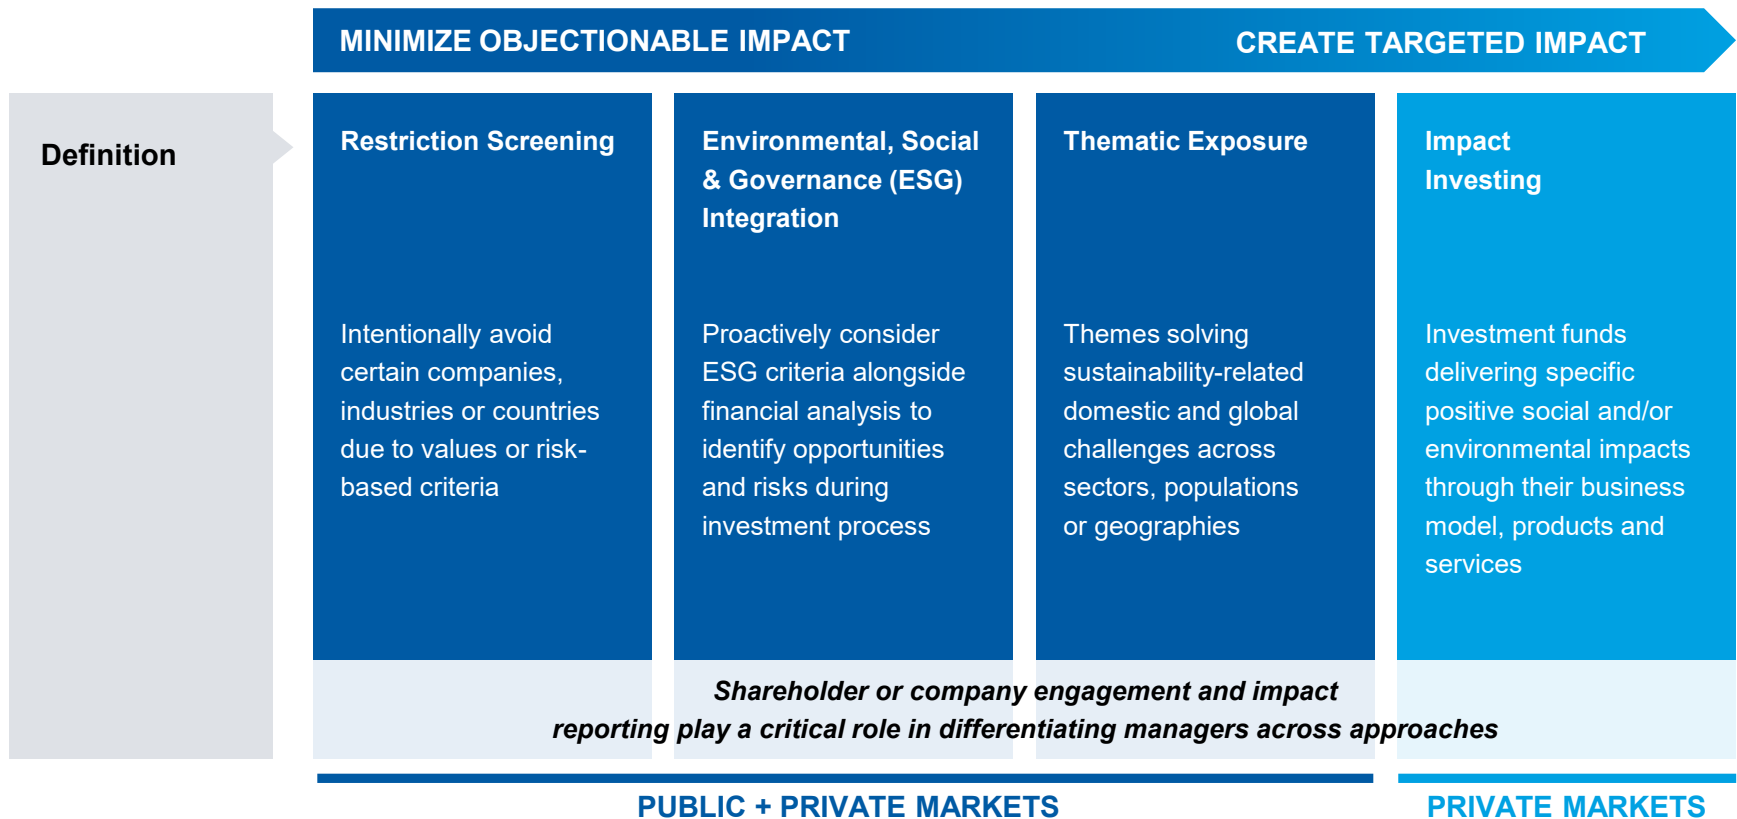 MINIMIZE OBJECTIONABLE IMPACT
CREATE TARGETED IMPACT
Definition
Restriction Screening
Intentionally avoid
certain companies,
industries or countries
due to values or risk-
based criteria
Environmental, Social
& Governance (ESG)
Integration
Proactively consider
ESG criteria alongside
financial analysis to
identify opportunities
and risks during
investment process
Thematic Exposure
Themes solving
sustainability-related
domestic and global
challenges across
sectors, populations
or geographies
Impact
Investing
Investment funds
delivering specific
positive social and/or
environmental impacts
through their business
model, products and
services
Shareholder or company engagement and impact
reporting play a critical role in differentiating managers across approaches
PUBLIC + PRIVATE MARKETS
PRIVATE MARKETS